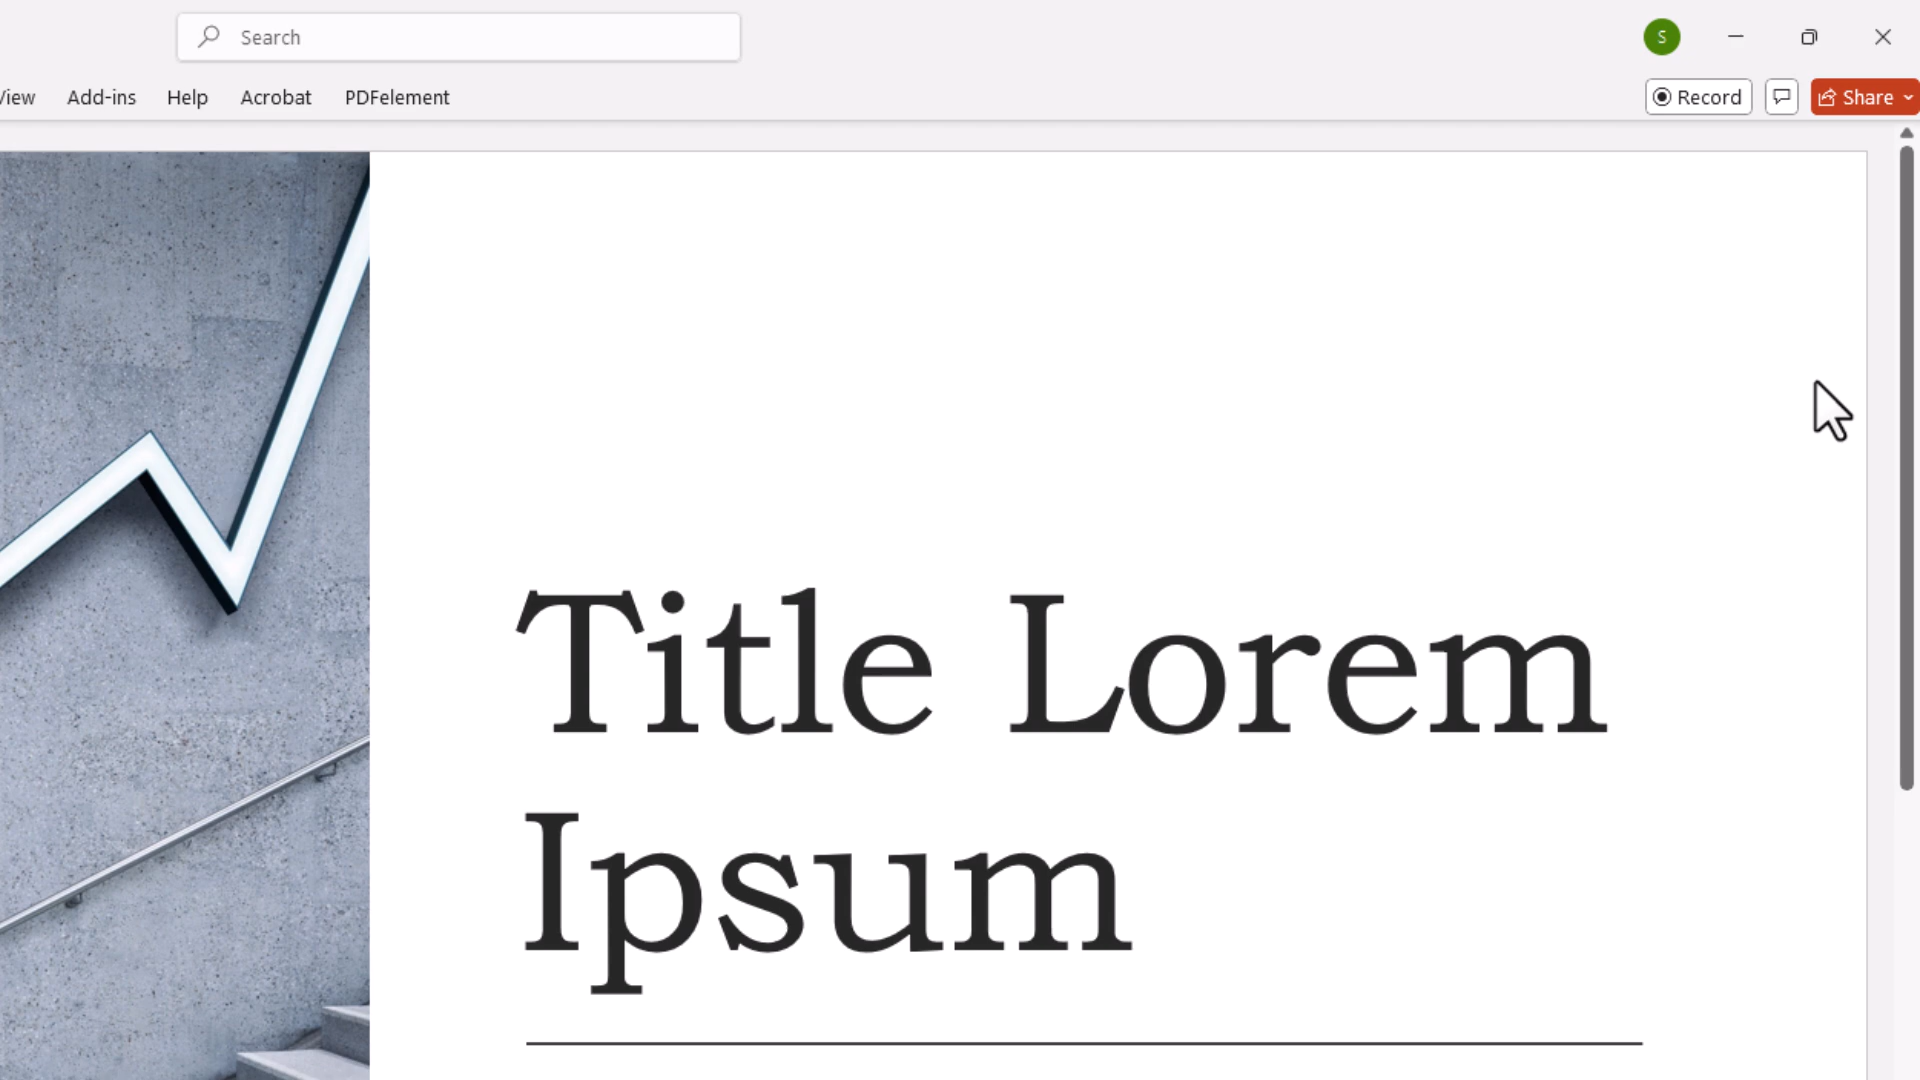 Search
S
View Add-ins Help Acrobat PDFelement
Record Share
Title Lorem
Ipsum